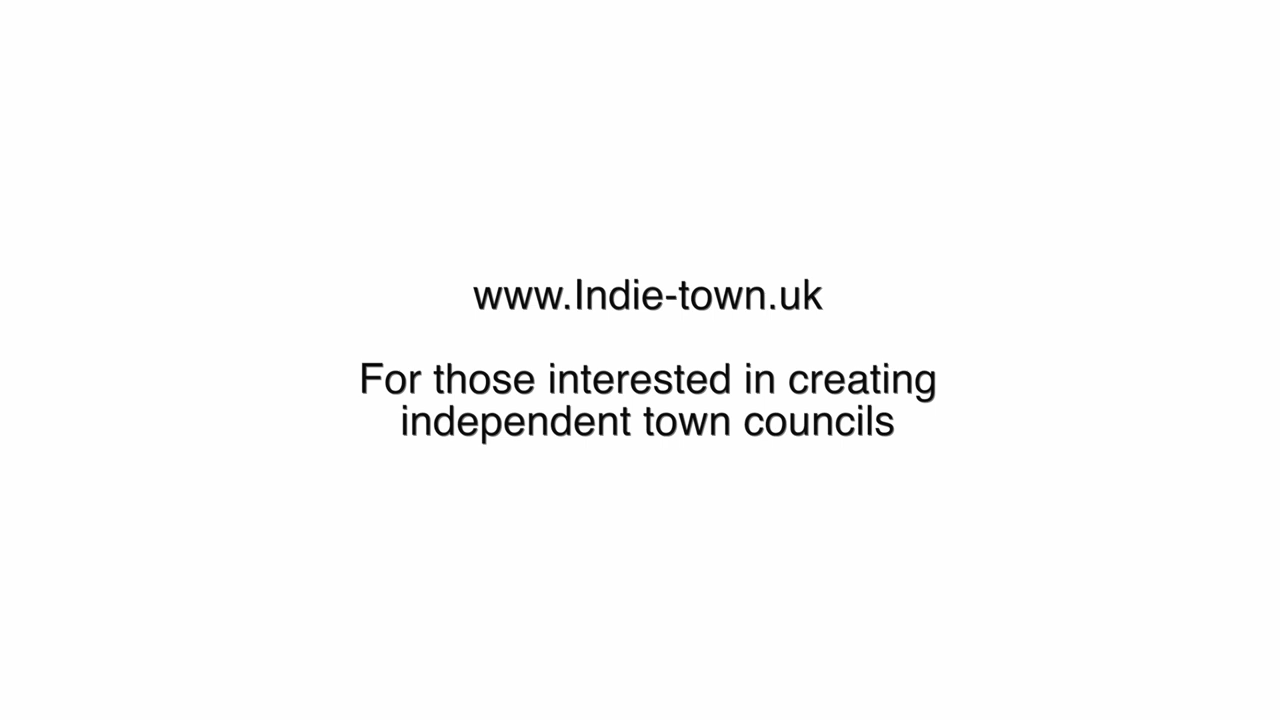 www.Indie-town.uk
For those interested in creating
independent town councils